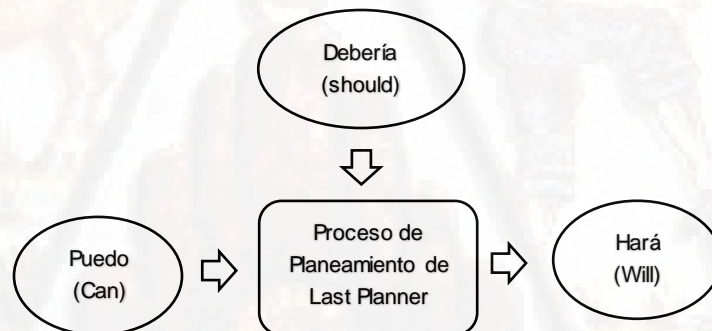 Debería
(should)
Puedo
(Can)
Proceso de
Planeamiento de
Last Planner
Hará
(Will)